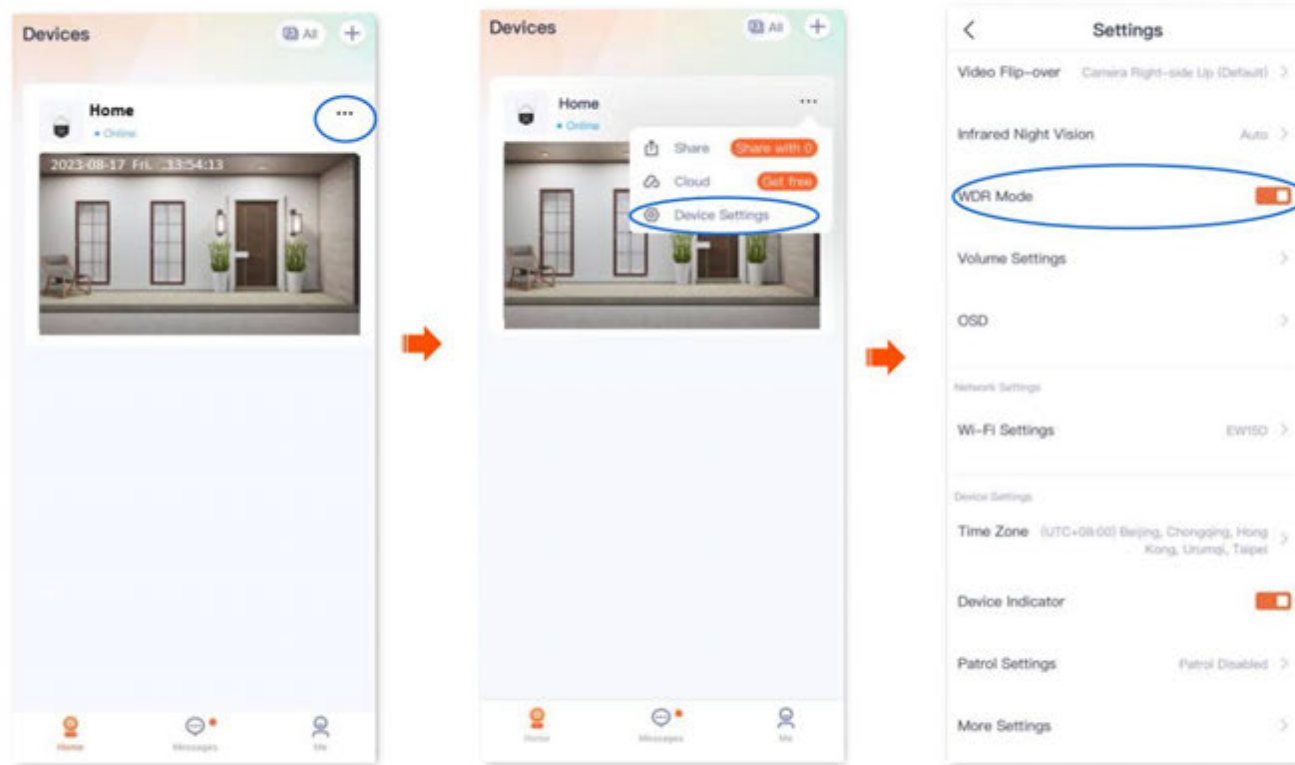 Devices
All
Home
Online
2023-08-17 Fri. 13:54:13
Home
Messages
Me
Devices
All
Home
Online
Share Share with 0
Cloud Get free
Device Settings
Home
Messages
Me
Settings
Video Flip-over Camera Right-side Up (Default)
Infrared Night Vision Auto
WDR Mode
Volume Settings
OSD
Network Settings
Wi-Fi Settings EW15D
Device Settings
Time Zone (UTC+08:00) Beijing, Chongqing, Hong
Kong, Urumqi, Taipei
Device Indicator
Patrol Settings Patrol Disabled
More Settings